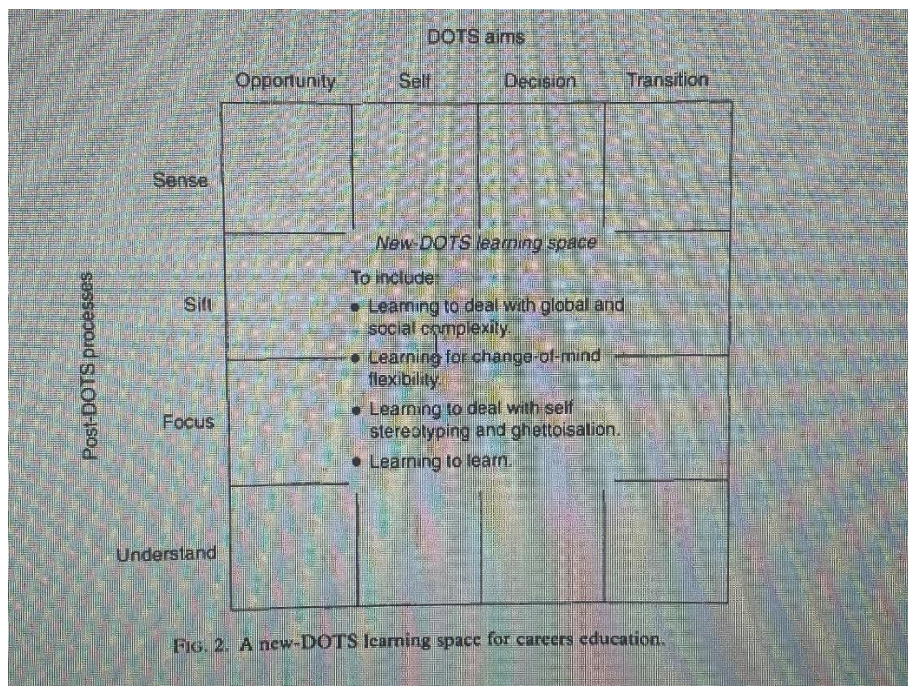 DOTS aims
Opportunity Self Decision Transition
Sense
New-DOTS learning space
To include:
• Learning to deal with global and
social complexity.
Sift
• Learning for change-of-mind
flexibility.
Post-DOTS processes
• Learning to deal with self
stereotyping and ghettoisation.
Focus
• Learning to learn.
Understand
FIG. 2. A new-DOTS learning space for careers education.